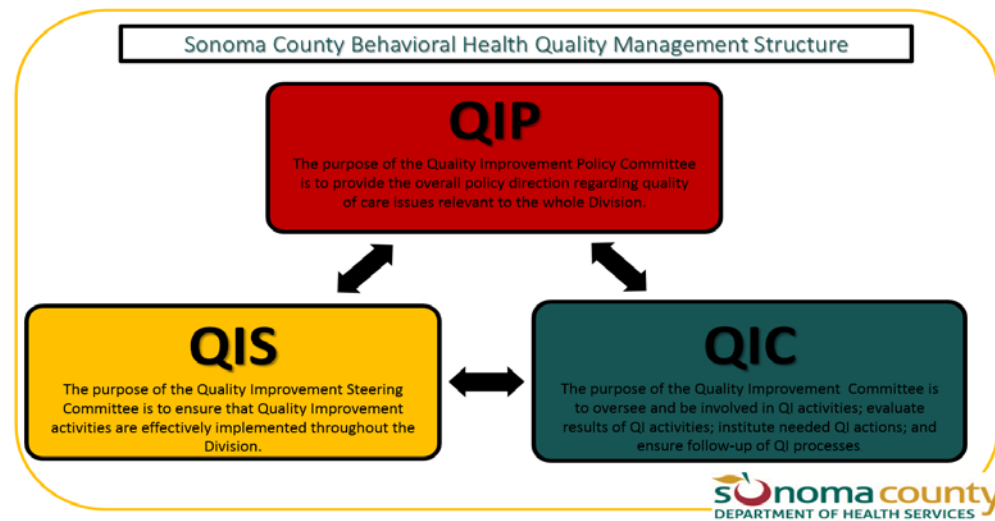 Sonoma County Behavioral Health Quality Management Structure
QIP
The purpose of the Quality Improvement Policy Committee
is to provide the overall policy direction regarding quality
of care issues relevant to the whole Division.
QIS
The purpose of the Quality Improvement Steering
Committee is to ensure that Quality Improvement
activities are effectively implemented throughout the
Division.
QIC
The purpose of the Quality Improvement Committee is
to oversee and be involved in QI activities; evaluate
results of QI activities; institute needed QI actions; and
ensure follow-up of QI processes
sonoma county
DEPARTMENT OF HEALTH SERVICES